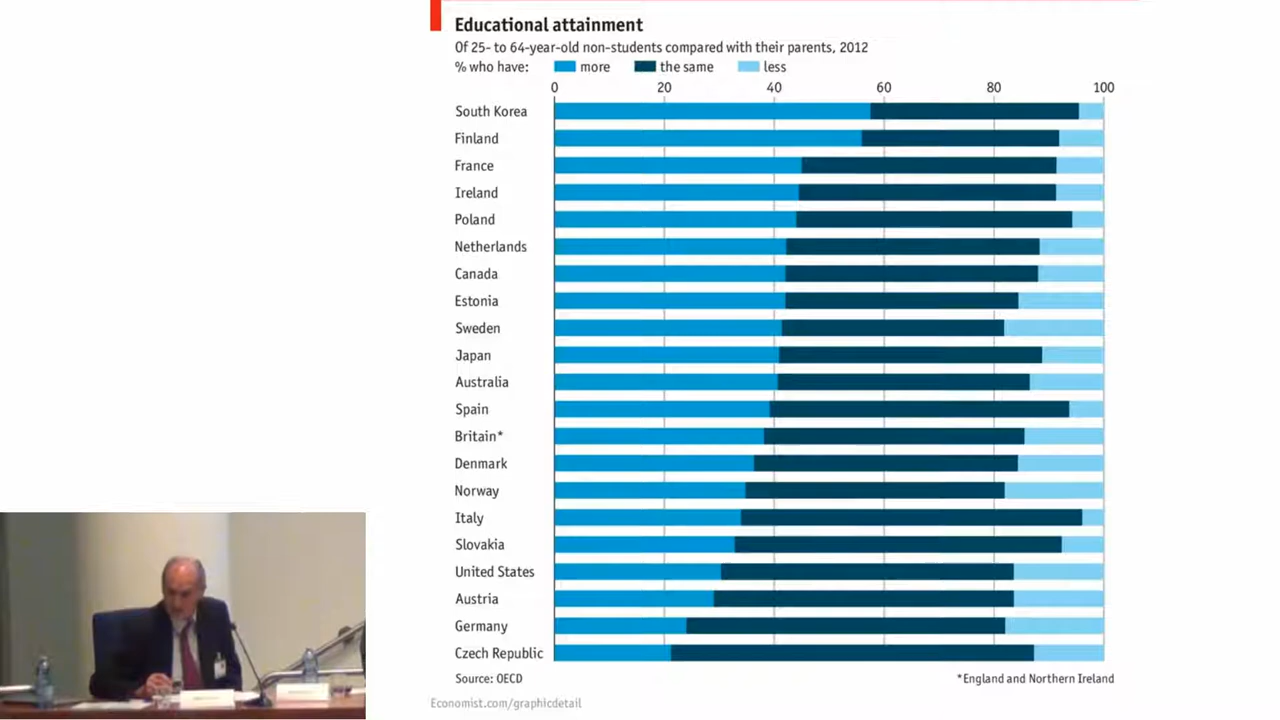 Educational attainment
Of 25- to 64-year-old non-students compared with their parents, 2012
% who have: more the same less
0 20 40 60 80 100
South Korea
Finland
France
Ireland
Poland
Netherlands
Canada
Estonia
Sweden
Japan
Australia
Spain
Britain*
Denmark
Norway
Italy
Slovakia
United States
Austria
Germany
Czech Republic
Source: OECD *England and Northern Ireland
Economist.com/graphicdetail